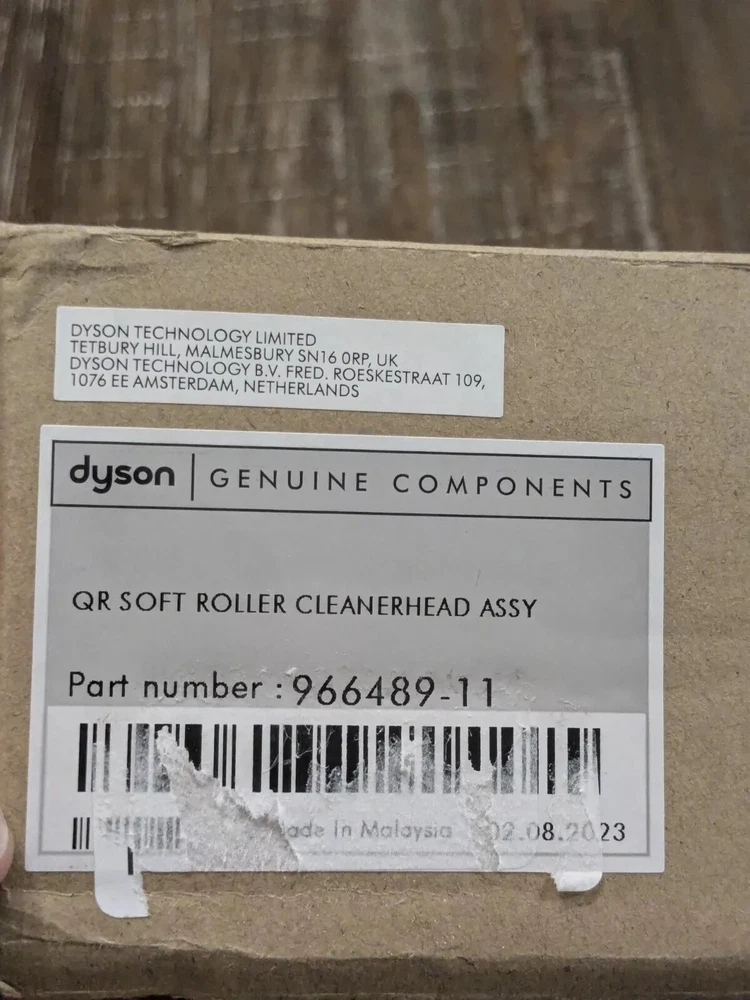 DYSON TECHNOLOGY LIMITED
TETBURY HILL, MALMESBURY SN16 0RP, UK
DYSON TECHNOLOGY B.V. FRED. ROESKESTRAAT 109,
1076 EE AMSTERDAM, NETHERLANDS
dyson | GENUINE COMPONENTS
QR SOFT ROLLER CLEANERHEAD ASSY
Part number : 966489-11
Made In Malaysia 02.08.2023